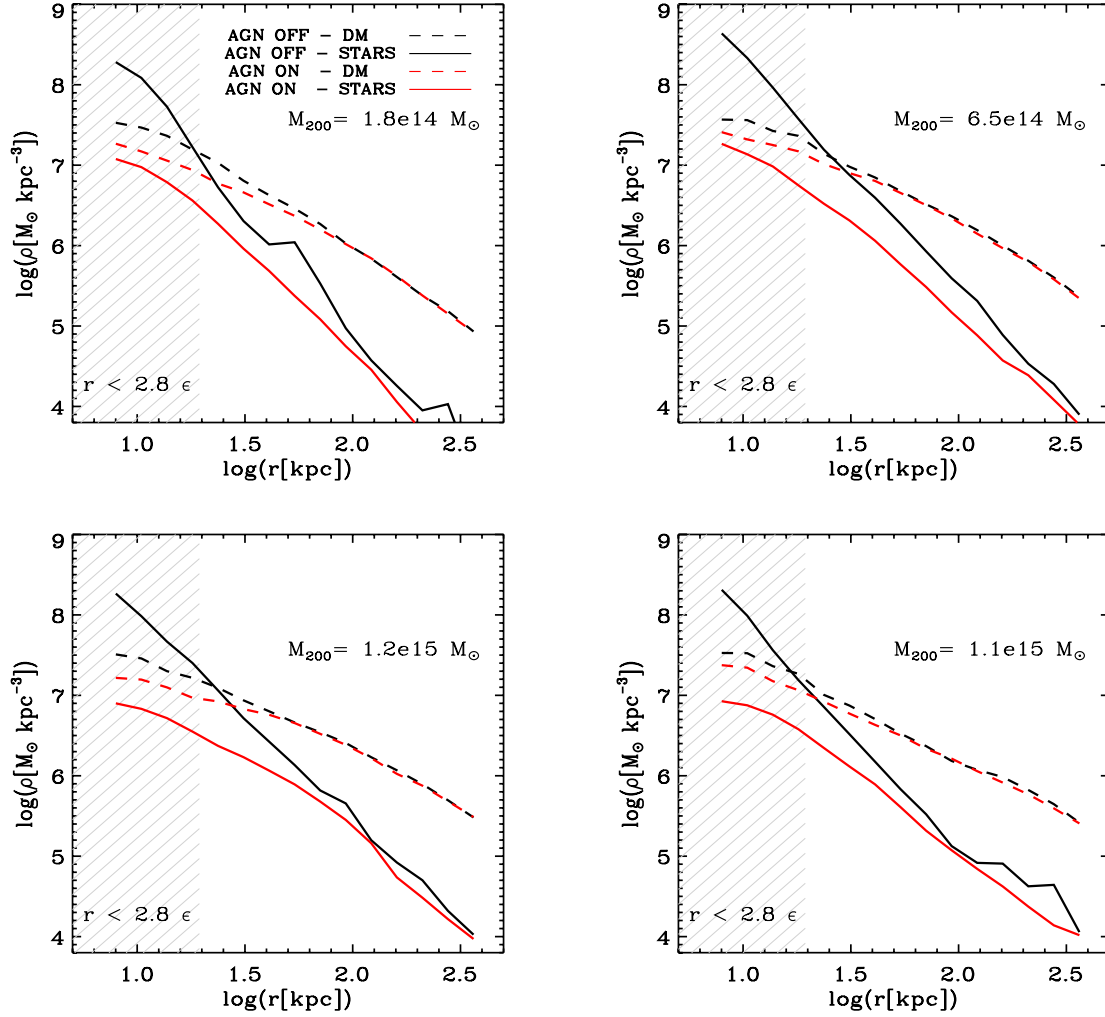 AGN OFF – DM
AGN OFF – STARS
AGN ON – DM
AGN ON – STARS
M200= 1.8e14 M⊙
r < 2.8 ϵ
log(ρ[M⊙ kpc−3])
9
8
7
6
5
4
1.0 1.5 2.0 2.5
log(r[kpc])
M200= 6.5e14 M⊙
r < 2.8 ϵ
log(ρ[M⊙ kpc−3])
9
8
7
6
5
4
1.0 1.5 2.0 2.5
log(r[kpc])
M200= 1.2e15 M⊙
r < 2.8 ϵ
log(ρ[M⊙ kpc−3])
9
8
7
6
5
4
1.0 1.5 2.0 2.5
log(r[kpc])
M200= 1.1e15 M⊙
r < 2.8 ϵ
log(ρ[M⊙ kpc−3])
9
8
7
6
5
4
1.0 1.5 2.0 2.5
log(r[kpc])